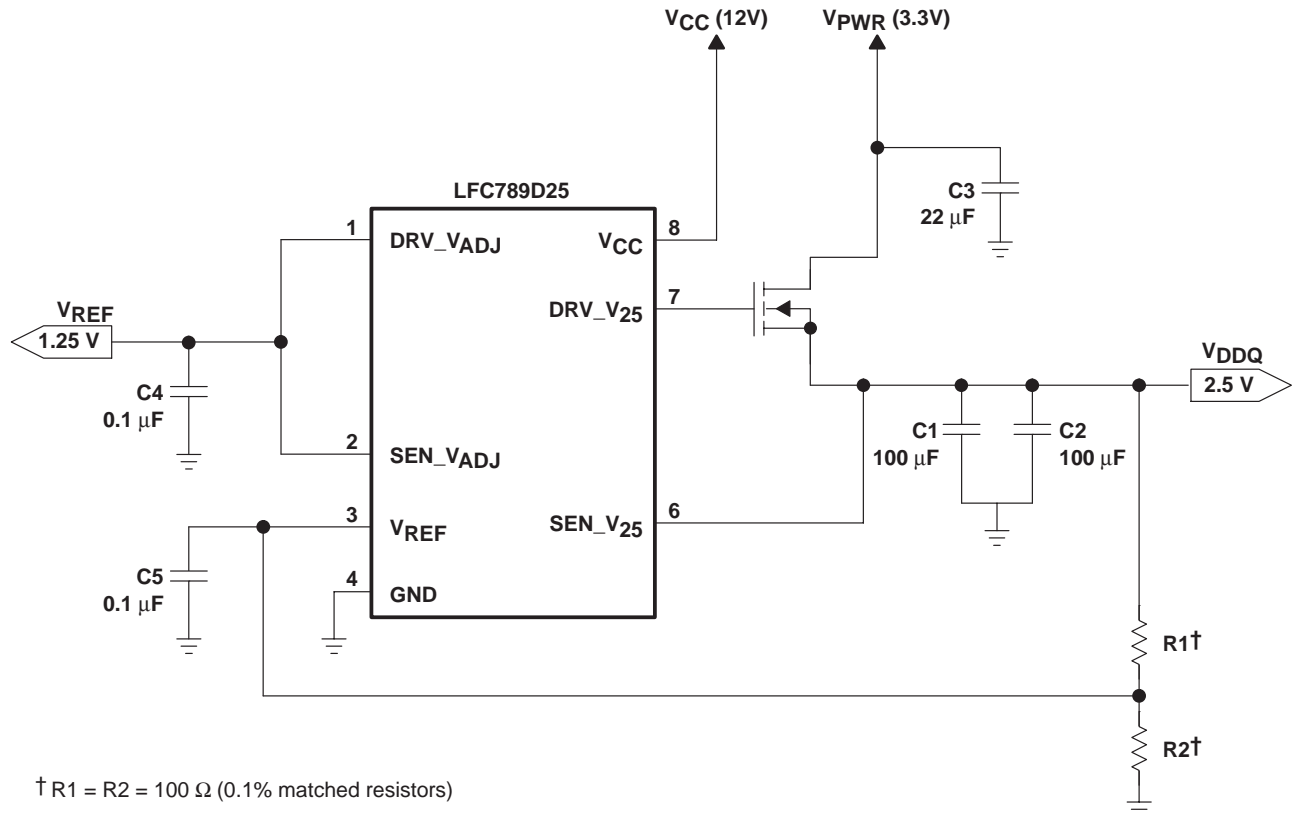 VCC (12V)
VPWR (3.3V)
LFC789D25
C3
22 μF
1
DRV_VADJ
VCC
8
DRV_V25
7
VREF
1.25 V
C4
0.1 μF
VDDQ
2.5 V
C1
100 μF
C2
100 μF
2
SEN_VADJ
3
VREF
SEN_V25
6
C5
0.1 μF
4
GND
R1†
R2†
† R1 = R2 = 100 Ω (0.1% matched resistors)